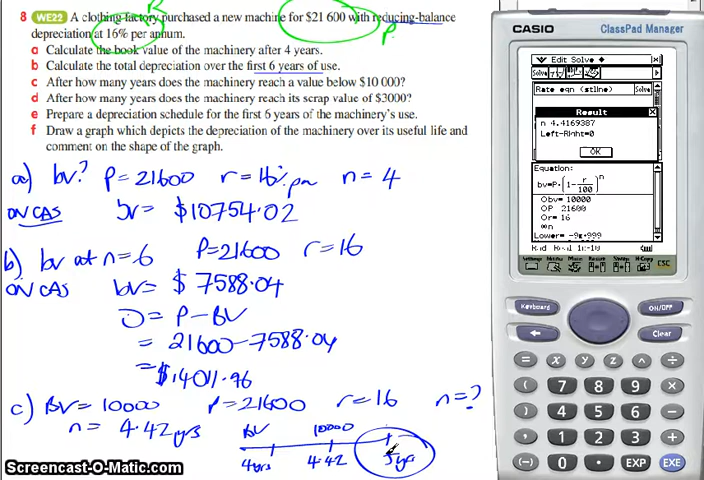 8 WE22 A clothing factory purchased a new machine for $21 600 with reducing-balance
P.
depreciation at 16% per annum.
a Calculate the book value of the machinery after 4 years.
b Calculate the total depreciation over the first 6 years of use.
c After how many years does the machinery reach a value below $10 000?
d After how many years does the machinery reach its scrap value of $3000?
e Prepare a depreciation schedule for the first 6 years of the machinery's use.
f Draw a graph which depicts the depreciation of the machinery over its useful life and
comment on the shape of the graph.
a) bv? P=21600 r=16% pa n=4
ON CAS bv= $10754.02
b) bv at n=6 P=21600 r=16
ON CAS bv= $7588.04
D = P-BV
= 21600-7588.04
= $14011.96
c) BV=10000 P=21600 r=16 n=?
n= 4.42yrs
BV 10000
4yrs 4.42 5yrs
Screencast-O-Matic.com
CASIO ClassPad Manager
Edit Solve
Solve
Rate eqn (stline) Solve
Result
n 4.4169387
Left-Right=0
OK
Equation:
bv=P·(1-r/100)^n
bv=10000
P 21600
r= 16
n
Lower= -9E+999
Keyboard ON/OFF
Clear
= x y z ^ ÷
( 7 8 9 ×
) 4 5 6 −
, 1 2 3 +
(−) 0 . EXP EXE